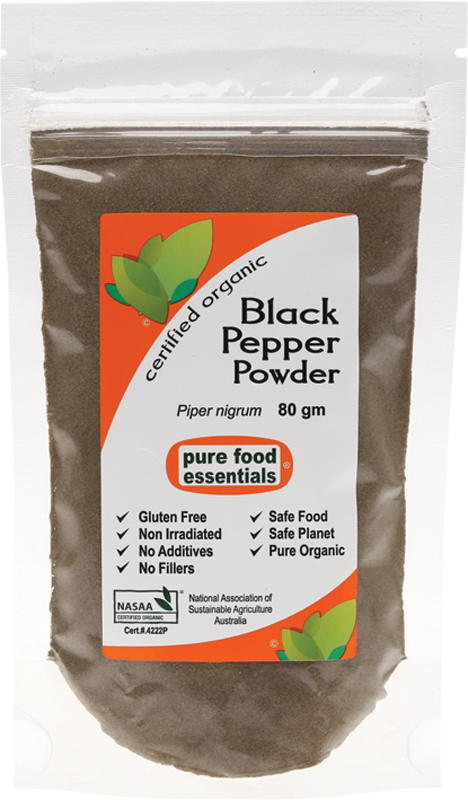 certified organic
Black
Pepper
Powder
Piper nigrum 80 gm
pure food
essentials®
✓ Gluten Free
✓ Non Irradiated
✓ No Additives
✓ No Fillers
✓ Safe Food
✓ Safe Planet
✓ Pure Organic
NASAA®
CERTIFIED ORGANIC
Cert.#.4222P
National Association of
Sustainable Agriculture
Australia
©
©